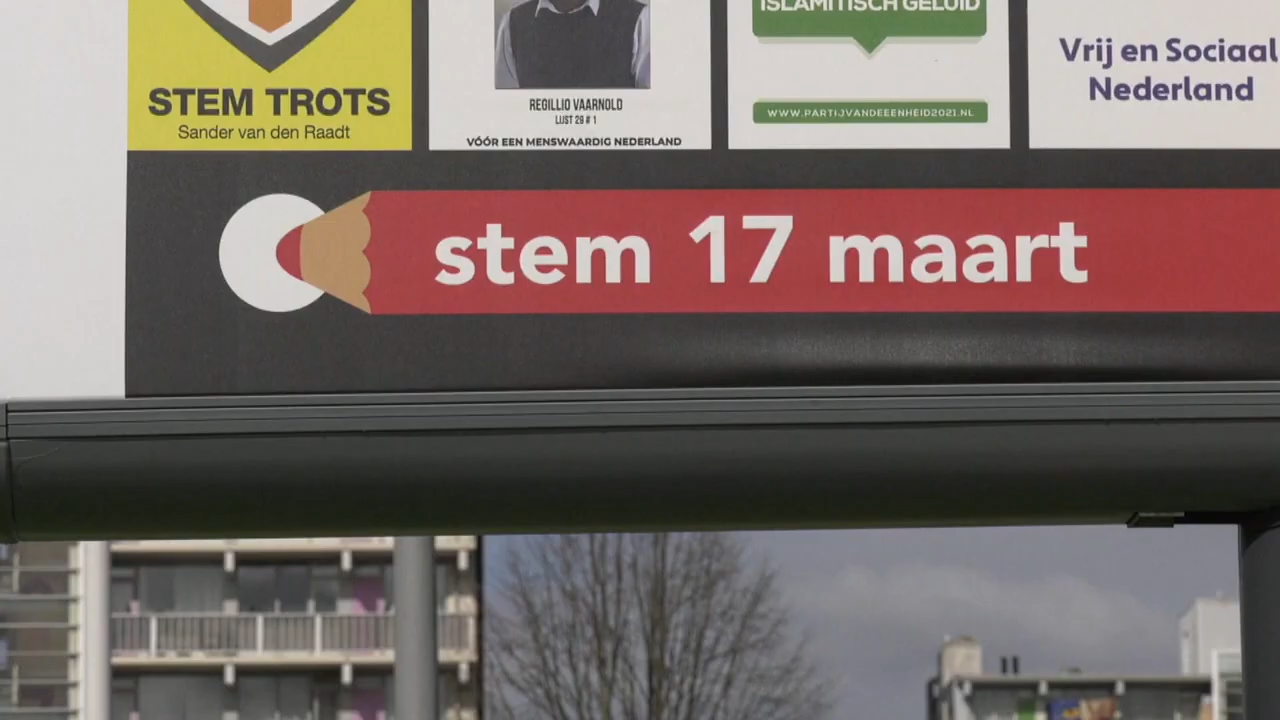 STEM TROTS
Sander van den Raadt
REGILLIO VAARNOLD
LIJST 29 # 1
VÓÓR EEN MENSWAARDIG NEDERLAND
ISLAMITISCH GELUID
WWW.PARTIJVANDEEENHEID2021.NL
Vrij en Sociaal
Nederland
stem 17 maart